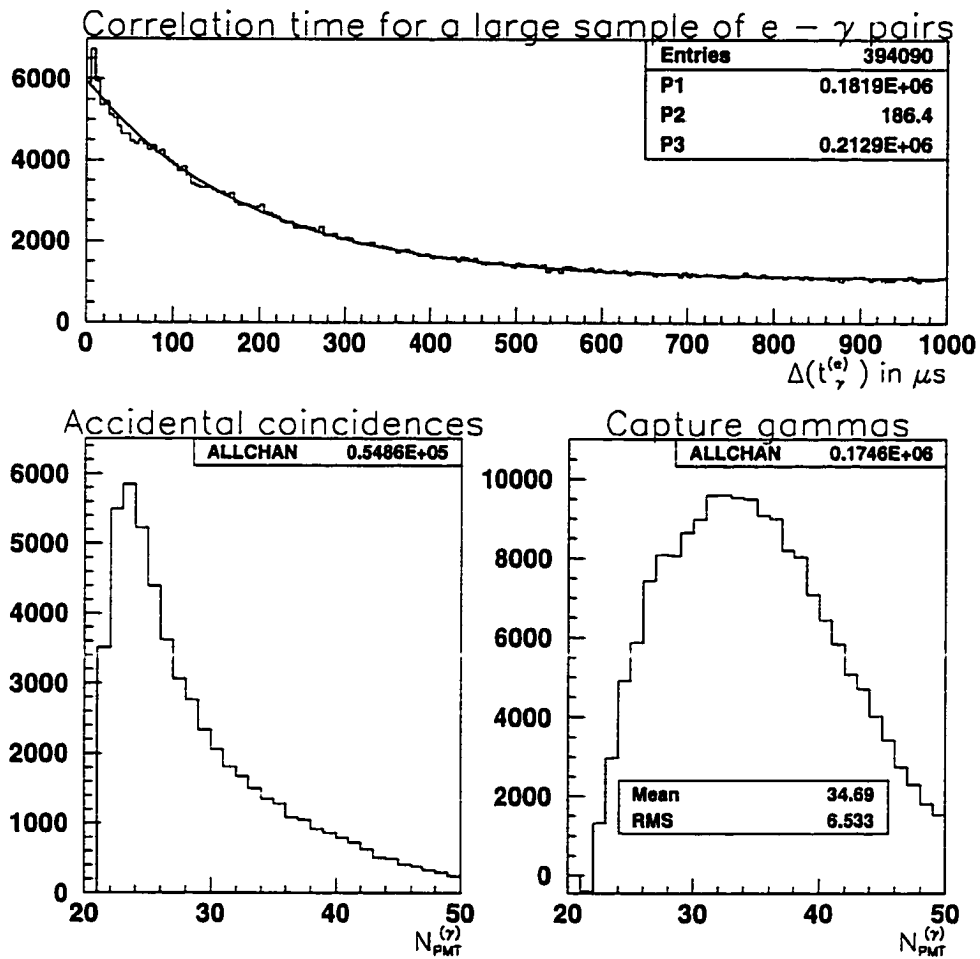 Correlation time for a large sample of e − γ pairs
Entries 394090
P1 0.1819E+06
P2 186.4
P3 0.2129E+06
6000
4000
2000
0
0 100 200 300 400 500 600 700 800 900 1000
Δ(t_γ^(e)) in μs
Accidental coincidences
ALLCHAN 0.5486E+05
6000
5000
4000
3000
2000
1000
0
20 30 40 50
N_PMT^(γ)
Capture gammas
ALLCHAN 0.1746E+06
10000
8000
6000
4000
2000
0
Mean 34.69
RMS 6.533
20 30 40 50
N_PMT^(γ)